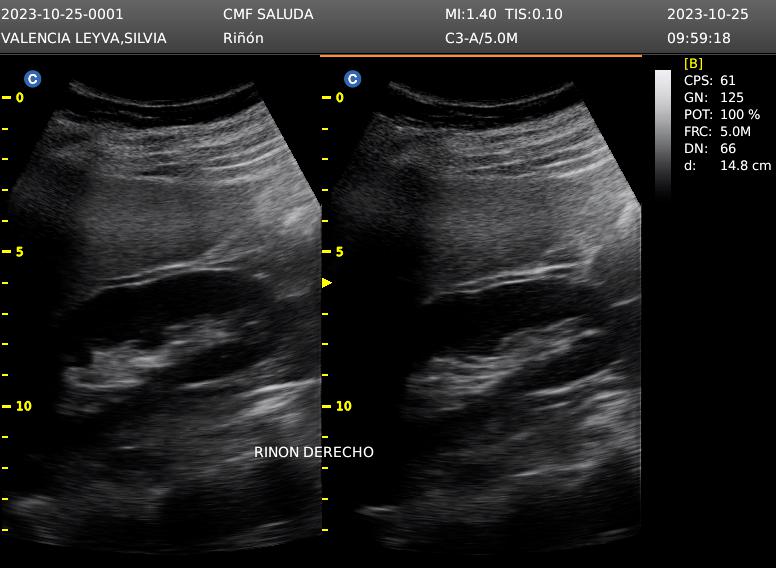 2023-10-25-0001 CMF SALUDA MI:1.40 TIS:0.10 2023-10-25
VALENCIA LEYVA,SILVIA Riñón C3-A/5.0M 09:59:18
C C
[B]
CPS: 61
GN: 125
POT: 100 %
FRC: 5.0M
DN: 66
d: 14.8 cm
0 0
5 5
10 10
RINON DERECHO